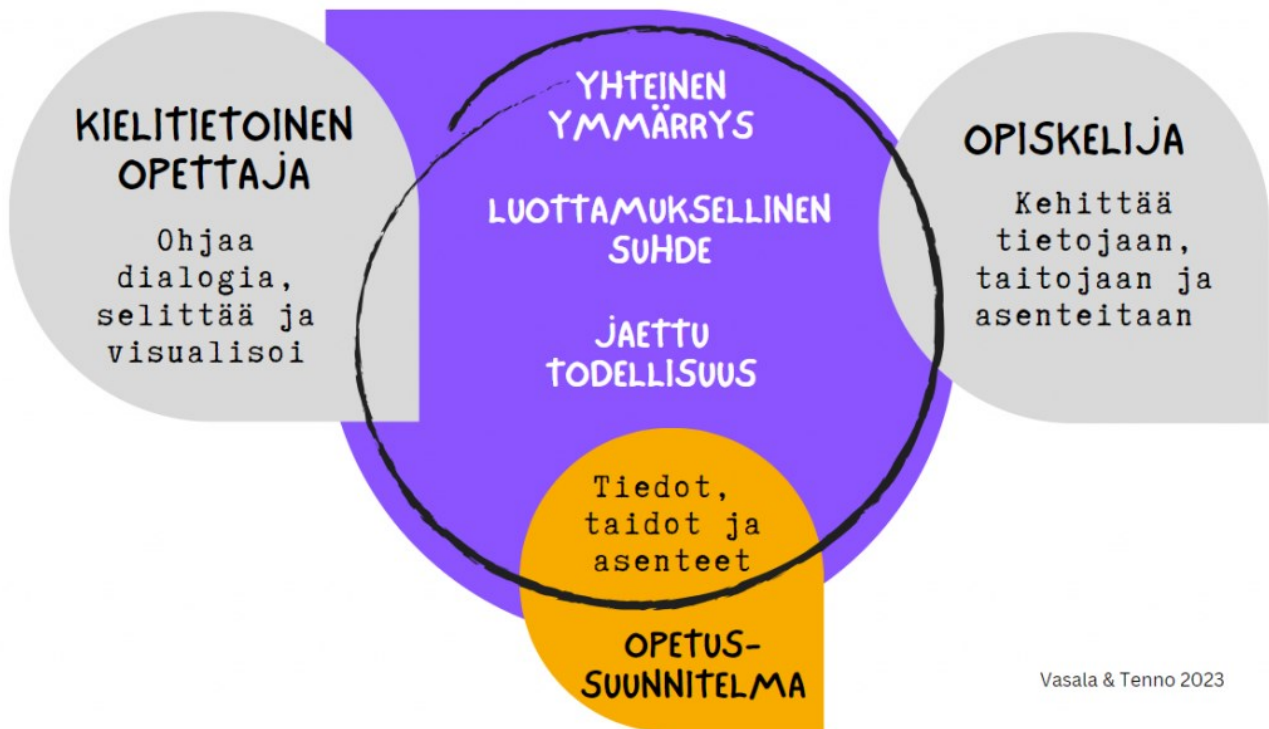 KIELITIETOINEN
OPETTAJA
Ohjaa
dialogia,
selittää ja
visualisoi
YHTEINEN
YMMÄRRYS
LUOTTAMUKSELLINEN
SUHDE
JAETTU
TODELLISUUS
OPISKELIJA
Kehittää
tietojaan,
taitojaan ja
asenteitaan
Tiedot,
taidot ja
asenteet
OPETUS-
SUUNNITELMA
Vasala & Tenno 2023